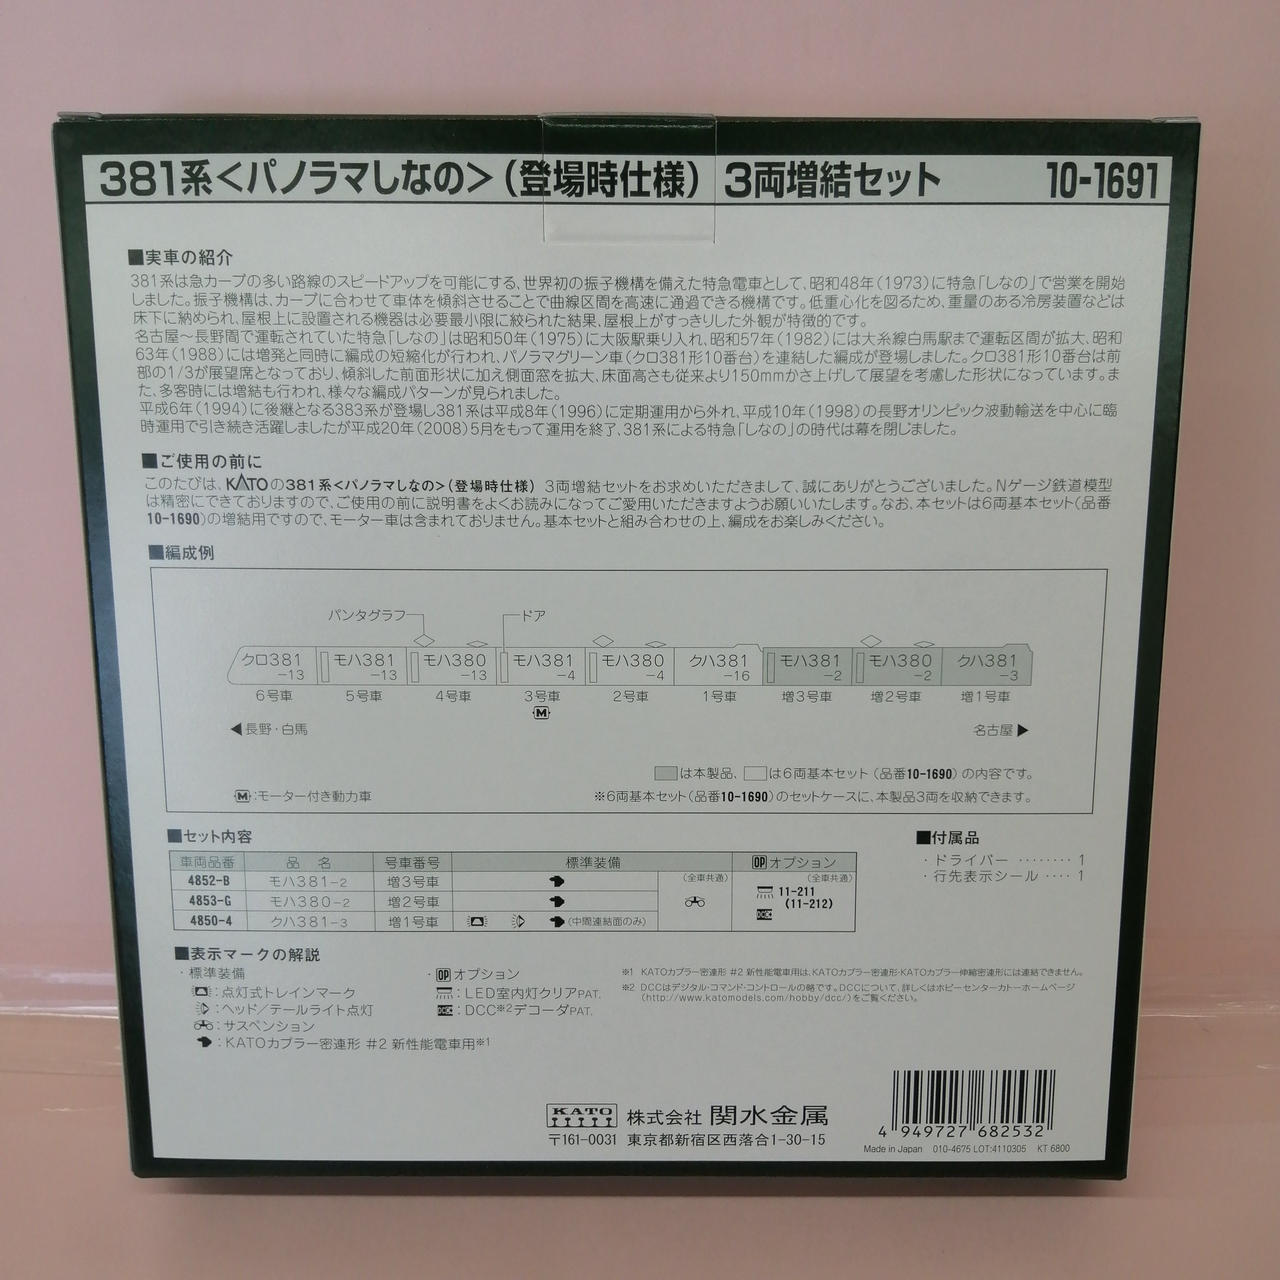 381系<パノラマしなの>(登場時仕様) 3両増結セット 10-1691
■実車の紹介
381系は急カーブの多い路線のスピードアップを可能にする、世界初の振子機構を備えた特急電車として、昭和48年(1973)に特急「しなの」で営業を開始
しました。振子機構は、カーブに合わせて車体を傾斜させることで曲線区間を高速に通過できる機構です。低重心化を図るため、重量のある冷房装置などは
床下に納められ、屋根上に設置される機器は必要最小限に絞られた結果、屋根上がすっきりした外観が特徴的です。
名古屋~長野間で運転されていた特急「しなの」は昭和50年(1975)に大阪駅乗り入れ、昭和57年(1982)には大糸線白馬駅まで運転区間が拡大、昭和
63年(1988)には増発と同時に編成の短縮化が行われ、パノラマグリーン車(クロ381形10番台)を連結した編成が登場しました。クロ381形10番台は前
部の1/3が展望席となっており、傾斜した前面形状に加え側面窓を拡大、床面高さも従来より150mmかさ上げして展望を考慮した形状になっています。ま
た、多客時には増結も行われ、様々な編成パターンが見られました。
平成6年(1994)に後継となる383系が登場し381系は平成8年(1996)に定期運用から外れ、平成10年(1998)の長野オリンピック波動輸送を中心に臨
時運用で引き続き活躍しましたが平成20年(2008)5月をもって運用を終了、381系による特急「しなの」の時代は幕を閉じました。
■ご使用の前に
このたびは、KATOの381系<パノラマしなの>(登場時仕様) 3両増結セットをお求めいただきまして、誠にありがとうございました。Nゲージ鉄道模型
は精密にできておりますので、ご使用の前に説明書をよくお読みになってご愛用いただきますようお願いいたします。なお、本セットは6両基本セット(品番
10-1690)の増結用ですので、モーター車は含まれておりません。基本セットと組み合わせの上、編成をお楽しみください。
■編成例
パンタグラフ ドア
クロ381 モハ381 モハ380 モハ381 モハ380 クハ381 モハ381 モハ380 クハ381
-13 -13 -13 -4 -4 -16 -2 -2 -3
6号車 5号車 4号車 3号車 2号車 1号車 増3号車 増2号車 増1号車
M
◀長野・白馬 名古屋▶
は本製品、 は6両基本セット (品番10-1690) の内容です。
M:モーター付き動力車 ※6両基本セット(品番10-1690)のセットケースに、本製品3両を収納できます。
■セット内容
車両品番 品 名 号車番号 標準装備 OPオプション
4852-B モハ381-2 増3号車 (全車共通) (全車共通)
4853-G モハ380-2 増2号車 11-211
(11-212)
4850-4 クハ381-3 増1号車 (中間連結面のみ) DCC
■付属品
・ドライバー ········ 1
・行先表示シール ···· 1
■表示マークの解説
・標準装備
:点灯式トレインマーク
:ヘッド/テールライト点灯
:サスペンション
:KATOカプラー密連形 #2 新性能電車用※1
・OPオプション
:LED室内灯クリアPAT.
DCC:DCC※2デコーダPAT.
※1 KATOカプラー密連形 #2 新性能電車用は、KATOカプラー密連形・KATOカプラー伸縮密連形には連結できません。
※2 DCCはデジタル・コマンド・コントロールの略です。DCCについて、詳しくはホビーセンターカトーホームページ
(http://www.katomodels.com/hobby/dcc/)をご覧ください。
KATO 株式会社 関水金属
〒161-0031 東京都新宿区西落合1-30-15
4 949727 682532
Made in Japan 010-4675 LOT:4110305 KT 6800